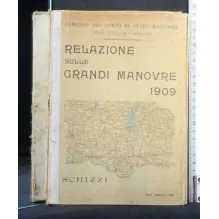 COMANDO DEL CORPO DI STATO MAGGIORE
RELAZIONE
SULLE
GRANDI MANOVRE
1909
SCHIZZI